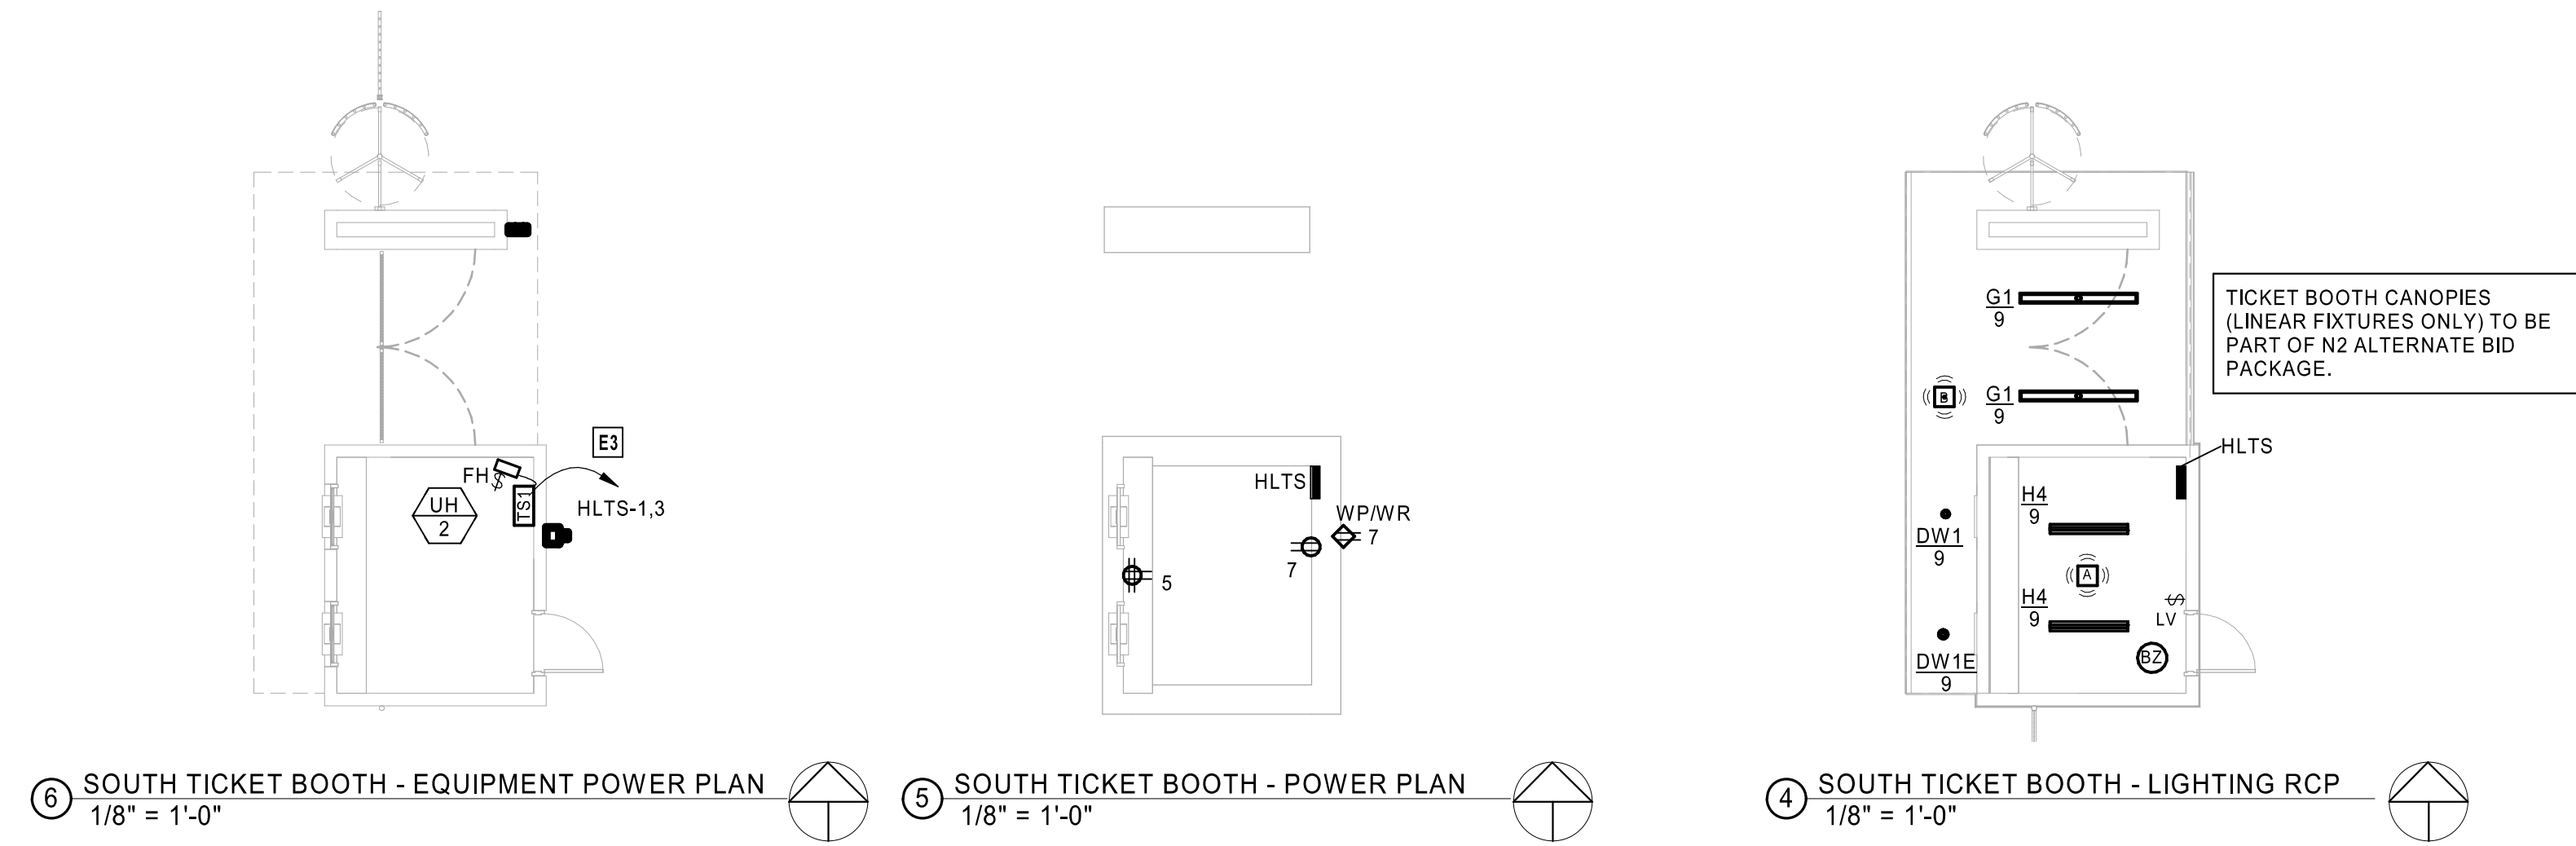 E3
FH
$
TS1
UH
2
HLTS-1,3
6
SOUTH TICKET BOOTH - EQUIPMENT POWER PLAN
1/8" = 1'-0"
HLTS
WP/WR
7
7
5
5
SOUTH TICKET BOOTH - POWER PLAN
1/8" = 1'-0"
G1
9
TICKET BOOTH CANOPIES
(LINEAR FIXTURES ONLY) TO BE
PART OF N2 ALTERNATE BID
PACKAGE.
B
G1
9
HLTS
H4
9
DW1
9
A
H4
9
$
LV
BZ
DW1E
9
4
SOUTH TICKET BOOTH - LIGHTING RCP
1/8" = 1'-0"